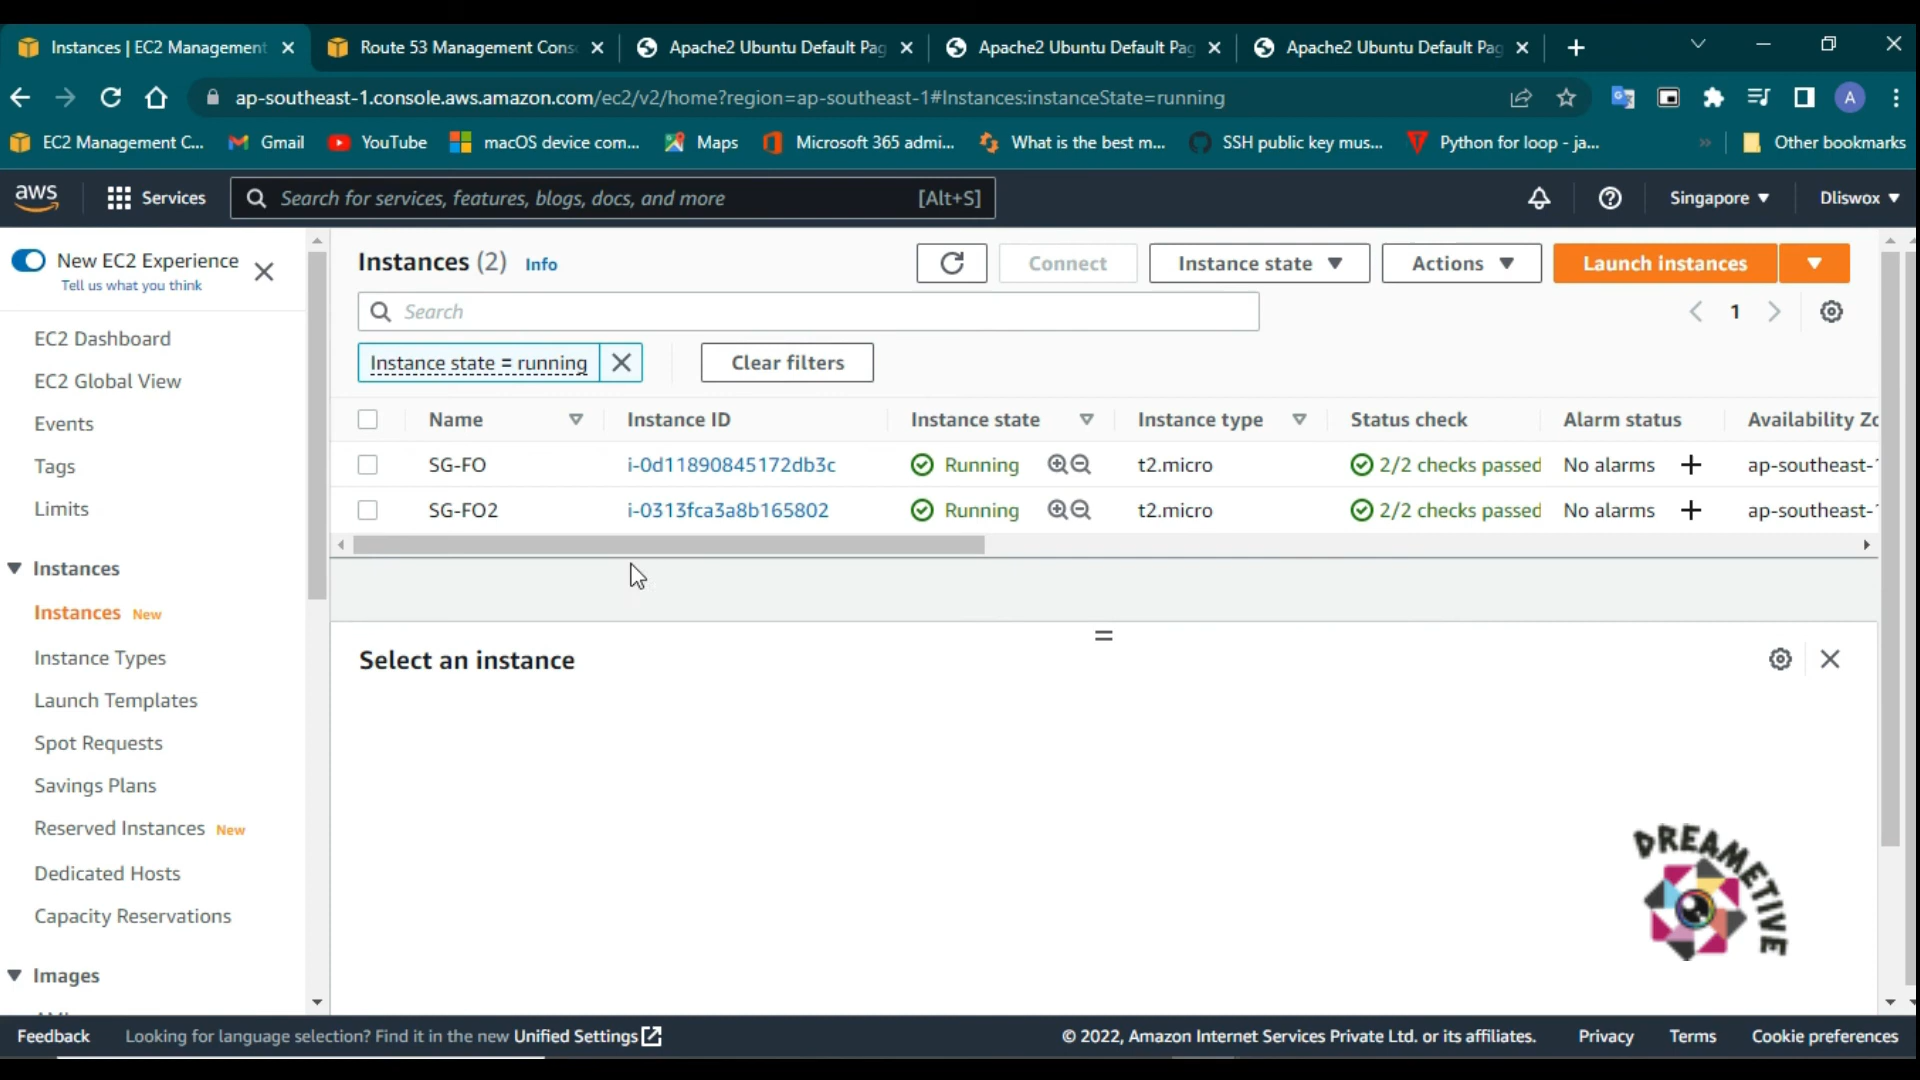 Instances | EC2 Management
Route 53 Management Cons
Apache2 Ubuntu Default Pag
Apache2 Ubuntu Default Pag
Apache2 Ubuntu Default Pag
ap-southeast-1.console.aws.amazon.com/ec2/v2/home?region=ap-southeast-1#Instances:instanceState=running
A
EC2 Management C...
Gmail
YouTube
macOS device com...
Maps
Microsoft 365 admi...
What is the best m...
SSH public key mus...
Python for loop - ja...
Other bookmarks
aws
Services
Search for services, features, blogs, docs, and more
[Alt+S]
Singapore
Dliswox
New EC2 Experience
Tell us what you think
EC2 Dashboard
EC2 Global View
Events
Tags
Limits
Instances
Instances New
Instance Types
Launch Templates
Spot Requests
Savings Plans
Reserved Instances New
Dedicated Hosts
Capacity Reservations
Images
Instances (2) Info
Connect
Instance state
Actions
Launch instances
Search
1
Instance state = running
Clear filters
Name Instance ID Instance state Instance type Status check Alarm status Availability Zo
SG-FO i-0d11890845172db3c Running t2.micro 2/2 checks passed No alarms + ap-southeast-1
SG-FO2 i-0313fca3a8b165802 Running t2.micro 2/2 checks passed No alarms + ap-southeast-1
Select an instance
DREAMETIVE
Feedback
Looking for language selection? Find it in the new Unified Settings
© 2022, Amazon Internet Services Private Ltd. or its affiliates.
Privacy
Terms
Cookie preferences